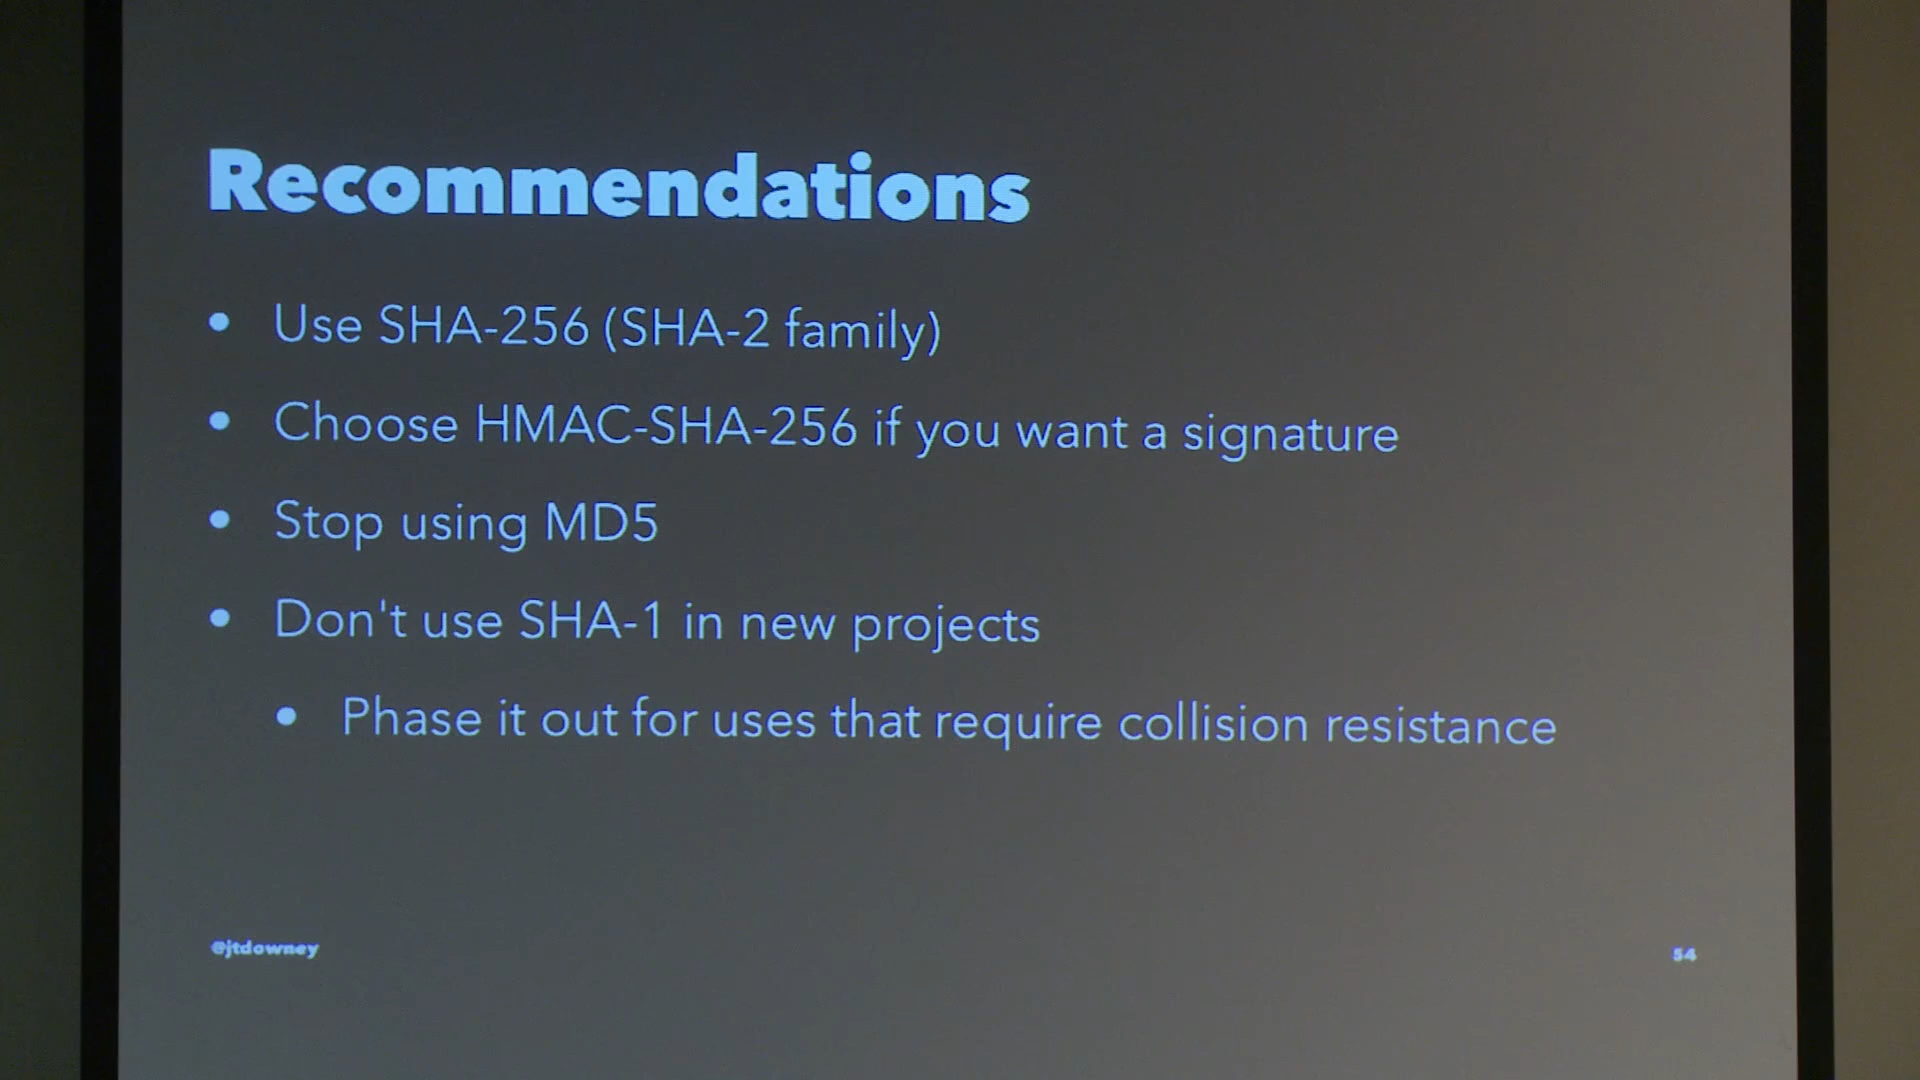 Recommendations
• Use SHA-256 (SHA-2 family)
• Choose HMAC-SHA-256 if you want a signature
• Stop using MD5
• Don't use SHA-1 in new projects
• Phase it out for uses that require collision resistance
@jtdowney
54